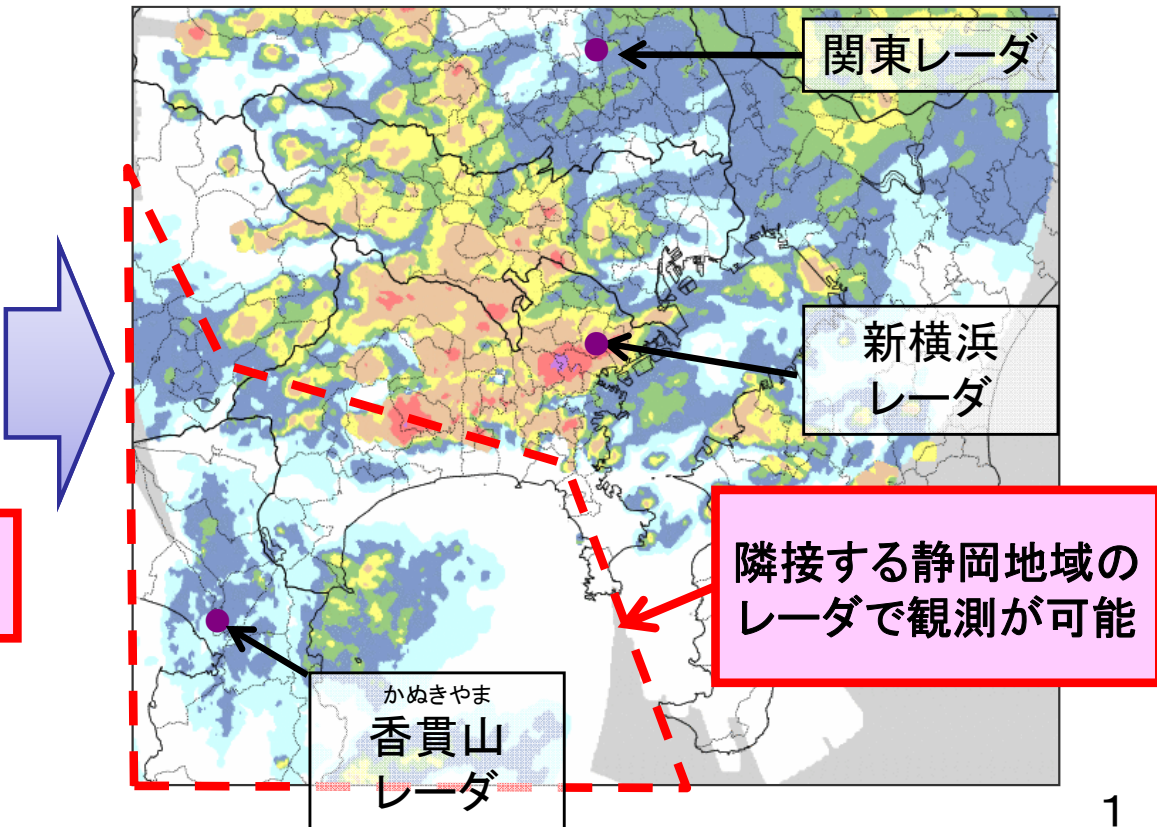 関東レーダ
新横浜
レーダ
隣接する静岡地域の
レーダで観測が可能
かぬきやま
香貫山
レーダ
1